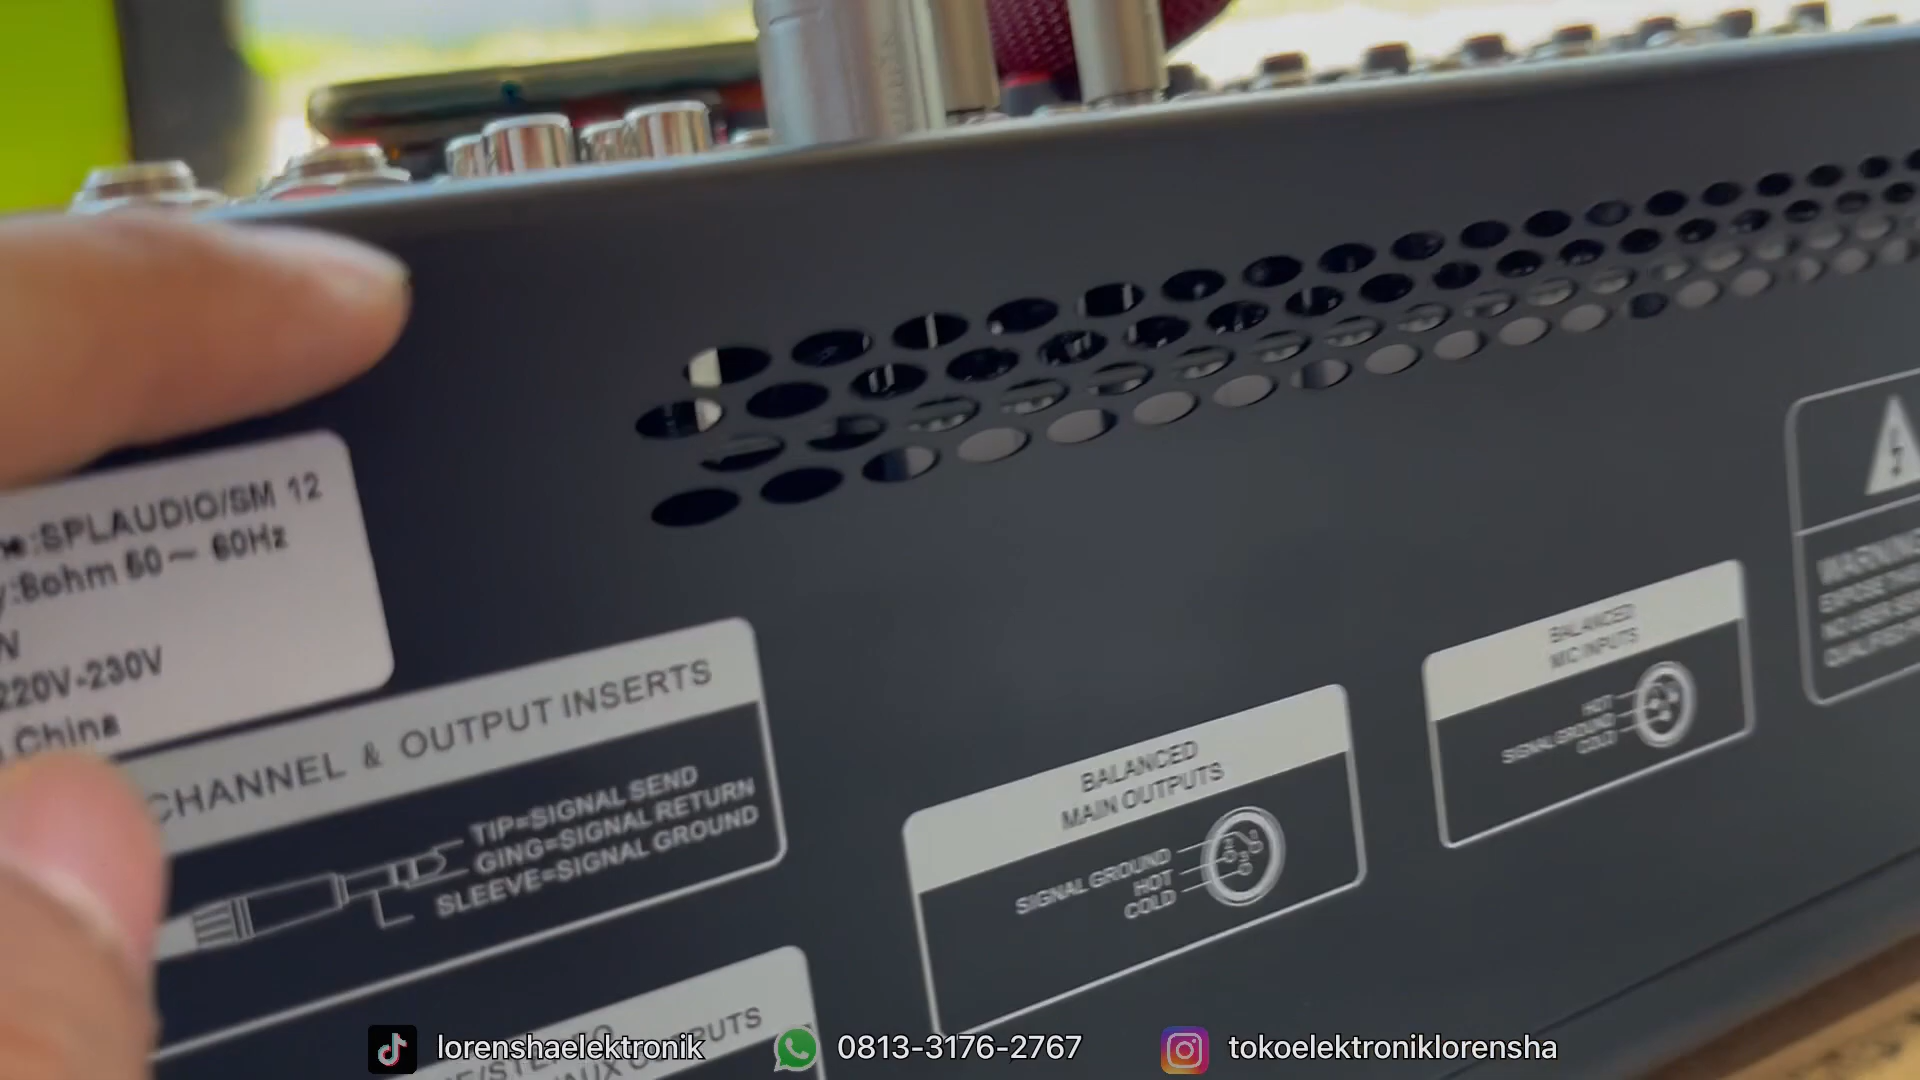 :SPLAUDIO/SM 12
:8ohm 50~ 60Hz
220V-230V
China
CHANNEL & OUTPUT INSERTS
TIP=SIGNAL SEND
GING=SIGNAL RETURN
SLEEVE=SIGNAL GROUND
BALANCED
MAIN OUTPUTS
SIGNAL GROUND
HOT
COLD
BALANCED
MIC INPUTS
HOT
SIGNAL GROUND
COLD
WARNING
EXPOSE THIS
lorenshaelektronik
0813-3176-2767
tokoelektroniklorensha